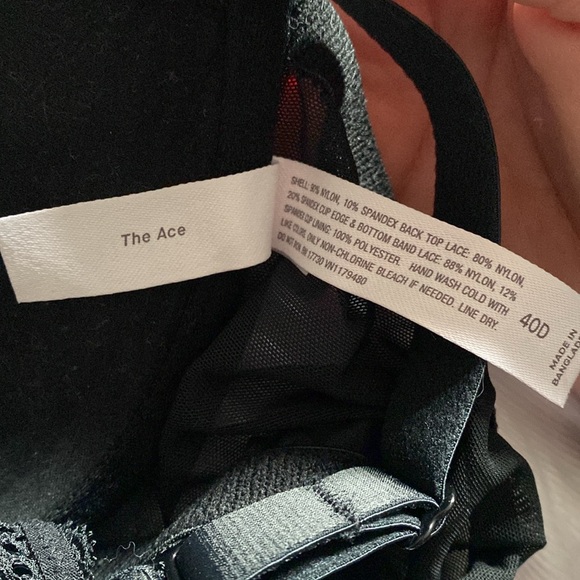 The Ace
SHELL: 90% NYLON, 10% SPANDEX BACK TOP LACE: 80% NYLON,
20% SPANDEX CUP EDGE & BOTTOM BAND LACE: 88% NYLON, 12%
SPANDEX CUP LINING: 100% POLYESTER. HAND WASH COLD WITH
LIKE COLORS. ONLY NON-CHLORINE BLEACH IF NEEDED. LINE DRY.
DO NOT IRON. RN 17730 VN1179480
40D
MADE IN
BANGLADE